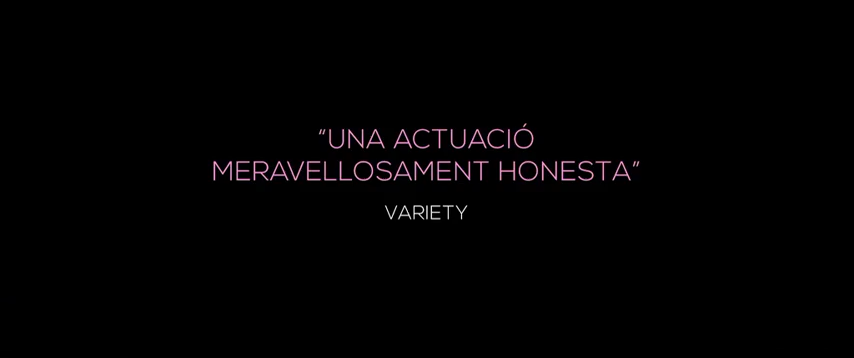 “UNA ACTUACIÓ
MERAVELLOSAMENT HONESTA”
VARIETY